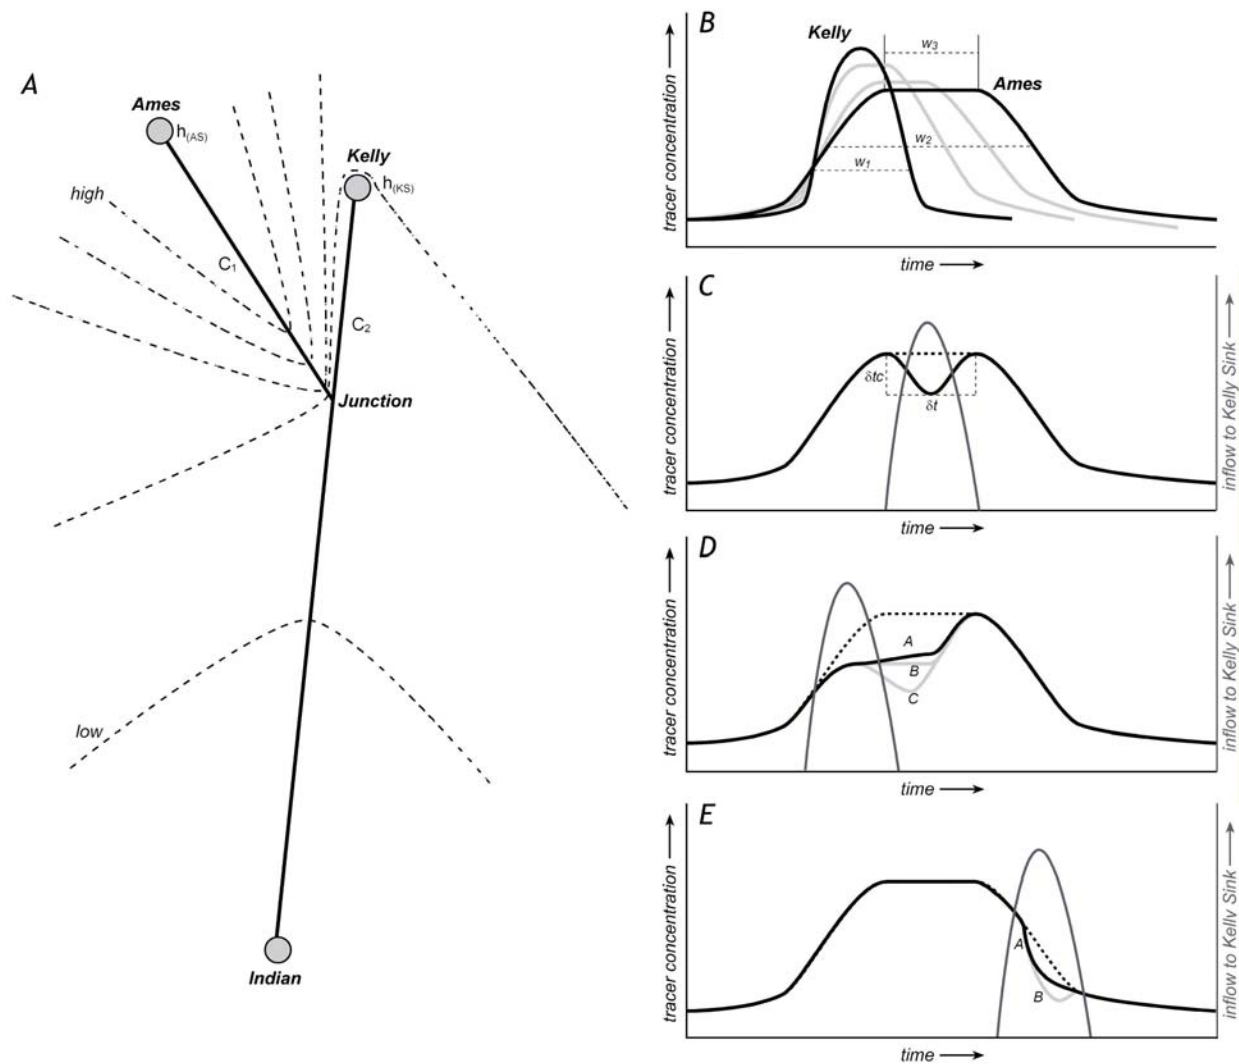 A
Ames
h(AS)
Kelly
h(KS)
high
C1
C2
Junction
low
Indian
B
Kelly
w3
Ames
w2
w1
tracer concentration
time
C
δtc
δt
tracer concentration
inflow to Kelly Sink
time
D
A
B
C
tracer concentration
inflow to Kelly Sink
time
E
A
B
tracer concentration
inflow to Kelly Sink
time